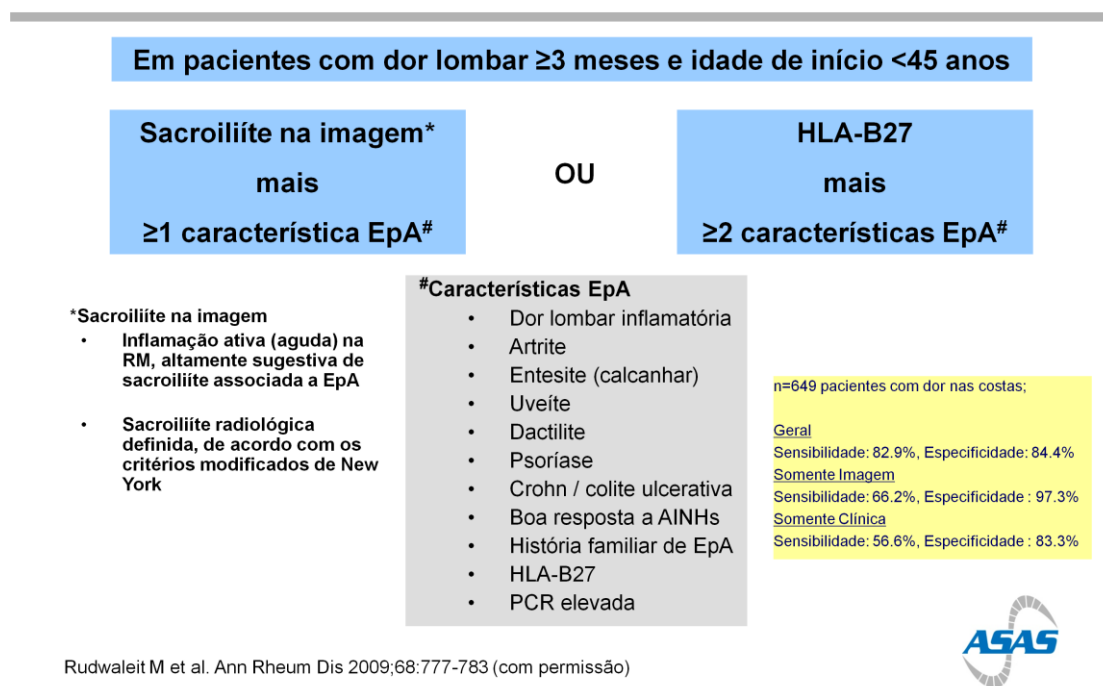 Em pacientes com dor lombar ≥3 meses e idade de início <45 anos
Sacroiliíte na imagem*
mais
≥1 característica EpA#
OU
HLA-B27
mais
≥2 características EpA#
*Sacroiliíte na imagem
• Inflamação ativa (aguda) na
RM, altamente sugestiva de
sacroiliíte associada a EpA
• Sacroiliíte radiológica
definida, de acordo com os
critérios modificados de New
York
#Características EpA
• Dor lombar inflamatória
• Artrite
• Entesite (calcanhar)
• Uveíte
• Dactilite
• Psoríase
• Crohn / colite ulcerativa
• Boa resposta a AINHs
• História familiar de EpA
• HLA-B27
• PCR elevada
n=649 pacientes com dor nas costas;
Geral
Sensibilidade: 82.9%, Especificidade: 84.4%
Somente Imagem
Sensibilidade: 66.2%, Especificidade : 97.3%
Somente Clínica
Sensibilidade: 56.6%, Especificidade : 83.3%
Rudwaleit M et al. Ann Rheum Dis 2009;68:777-783 (com permissão)
ASAS